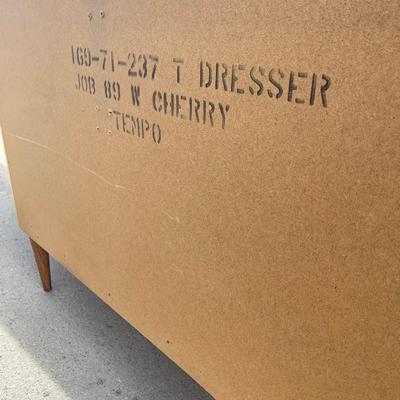 169-71-237 T DRESSER
JOB 89 W CHERRY
TEMPO